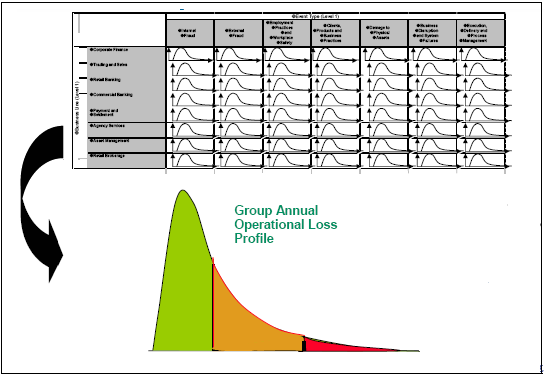 Event Type (Level 1)
Internal
Fraud
External
Fraud
Employment
Practices
and
Workplace
Safety
Clients,
Products and
Business
Practices
Damage to
Physical
Assets
Business
Disruption
and System
Failures
Execution,
Delivery and
Process
Management
Business Line (Level 1)
Corporate Finance
Trading and Sales
Retail Banking
Commercial Banking
Payment and
Settlement
Agency Services
Asset Management
Retail Brokerage
Group Annual
Operational Loss
Profile